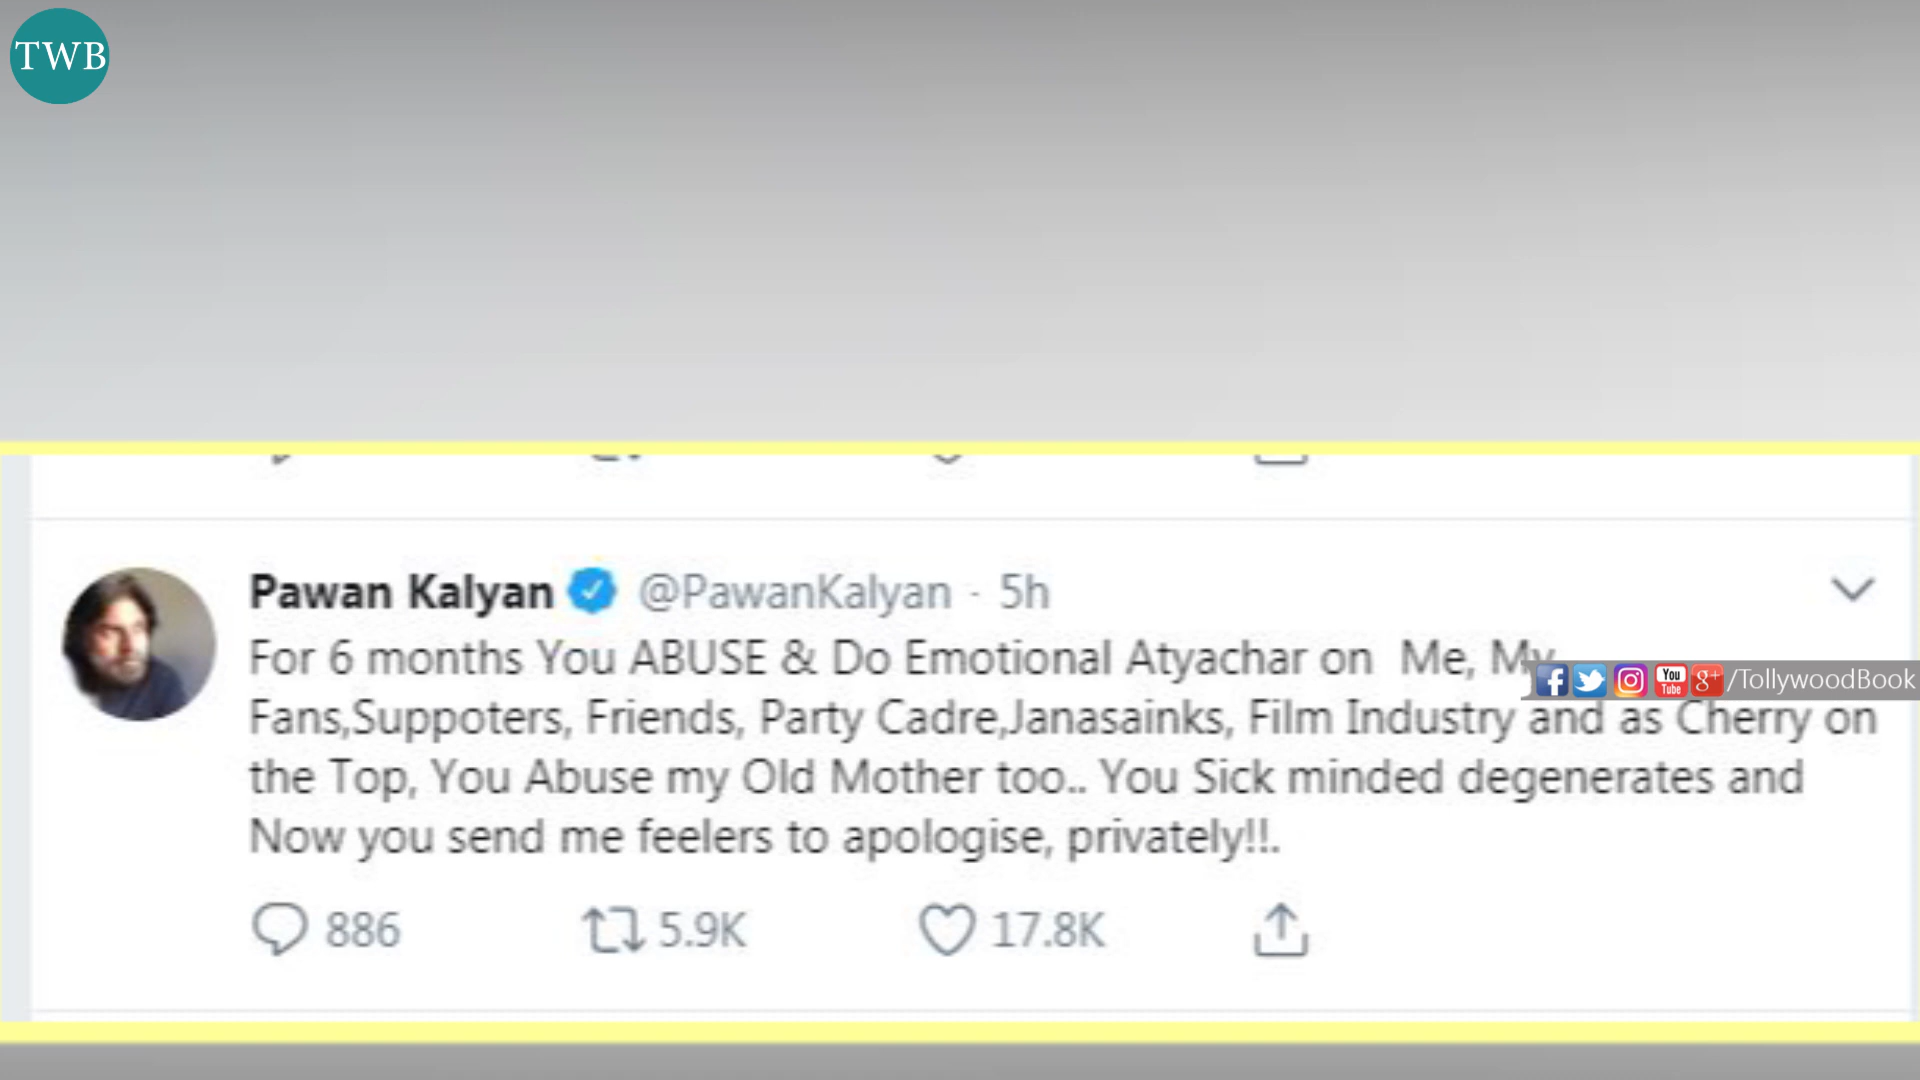 TWB
Pawan Kalyan @PawanKalyan · 5h
For 6 months You ABUSE & Do Emotional Atyachar on Me, My
Fans,Suppoters, Friends, Party Cadre,Janasainks, Film Industry and as Cherry on
the Top, You Abuse my Old Mother too.. You Sick minded degenerates and
Now you send me feelers to apologise, privately!!.
886 5.9K 17.8K
f You Tube g+ /TollywoodBook